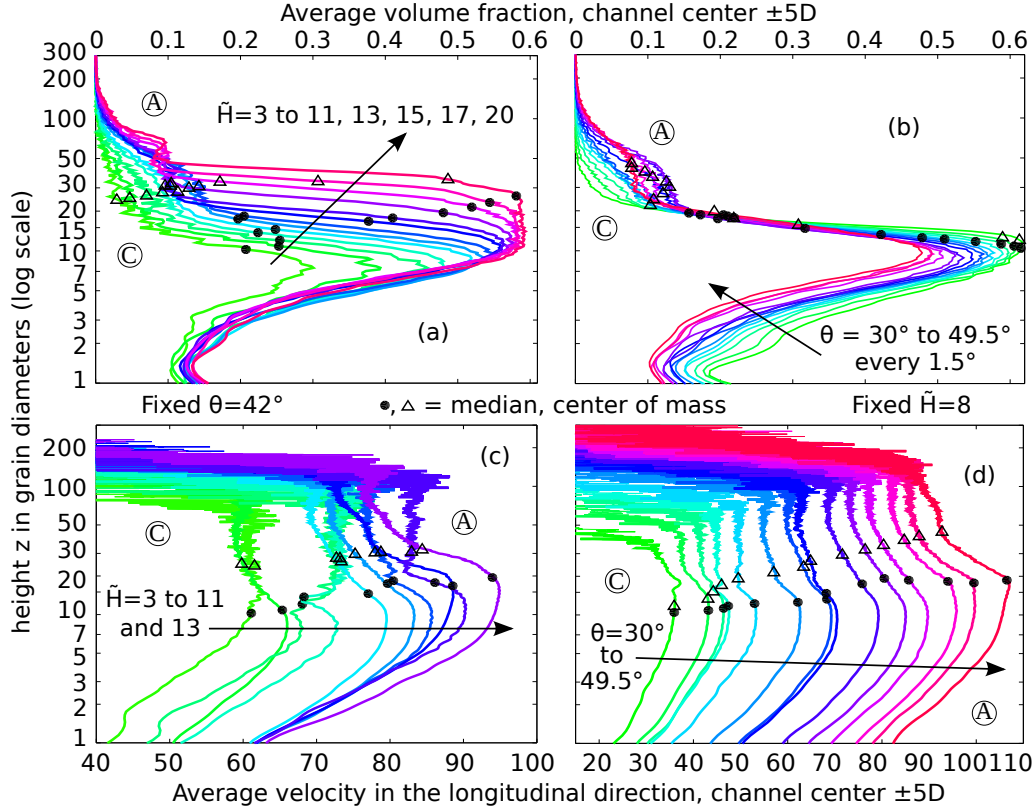 Average volume fraction, channel center ±5D
0 0.1 0.2 0.3 0.4 0.5 0.6 0 0.1 0.2 0.3 0.4 0.5 0.6
height z in grain diameters (log scale)
300
200
100
50
30
20
10
7
5
3
2
1
A
H̃=3 to 11, 13, 15, 17, 20
C
(a)
A
(b)
C
θ = 30° to 49.5°
every 1.5°
Fixed θ=42° ●, △ = median, center of mass Fixed H̃=8
200
100
50
30
20
10
7
5
3
2
1
(c)
C
A
H̃=3 to 11
and 13
(d)
C
θ=30°
to
49.5°
A
40 50 60 70 80 90 100 20 30 40 50 60 70 80 90 100 110
Average velocity in the longitudinal direction, channel center ±5D